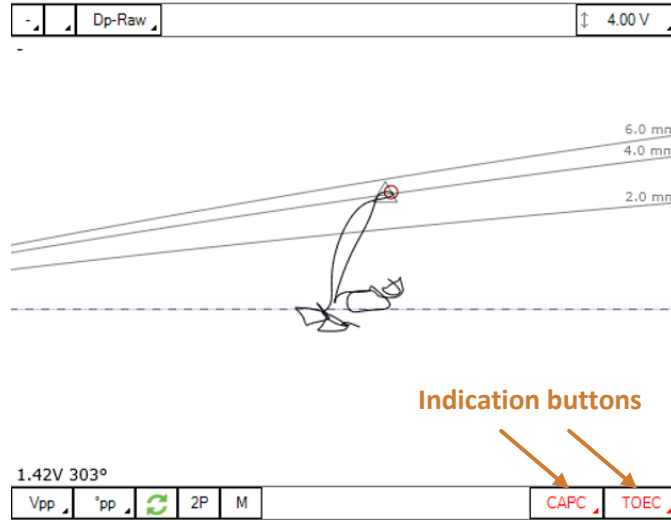 - Dp-Raw 4.00 V
-
6.0 mm
4.0 mm
2.0 mm
Indication buttons
1.42V 303°
Vpp °pp 2P M CAPC TOEC